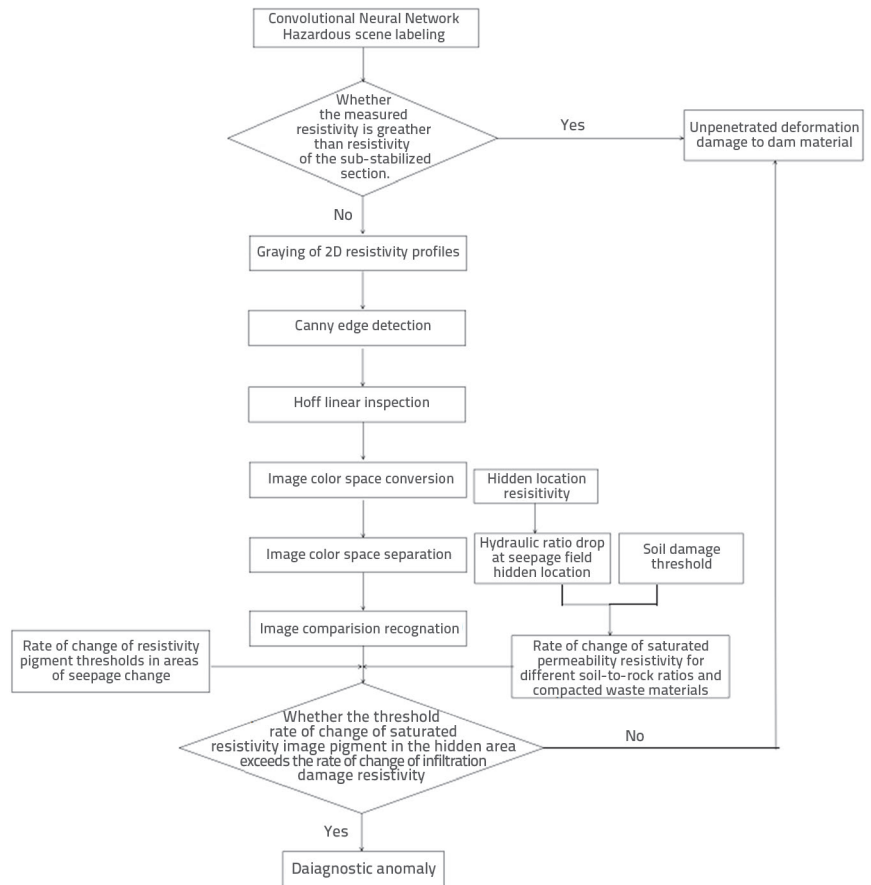 Convolutional Neural Network
Hazardous scene labeling
Whether
the measured
resistivity is greather
than resistivity
of the sub-stabilized
section.
Yes
Unpenetrated deformation
damage to dam material
No
Graying of 2D resistivity profiles
Canny edge detection
Hoff linear inspection
Image color space conversion
Hidden location
resisitivity
Image color space separation
Hydraulic ratio drop
at seepage field
hidden location
Soil damage
threshold
Image comparision recognation
Rate of change of resistivity
pigment thresholds in areas
of seepage change
Rate of change of saturated
permeability resistivity for
different soil-to-rock ratios and
compacted waste materials
Whether the threshold
rate of change of saturated
resistivity image pigment in the hidden area
exceeds the rate of change of infiltration
damage resistivity
No
Yes
Daiagnostic anomaly